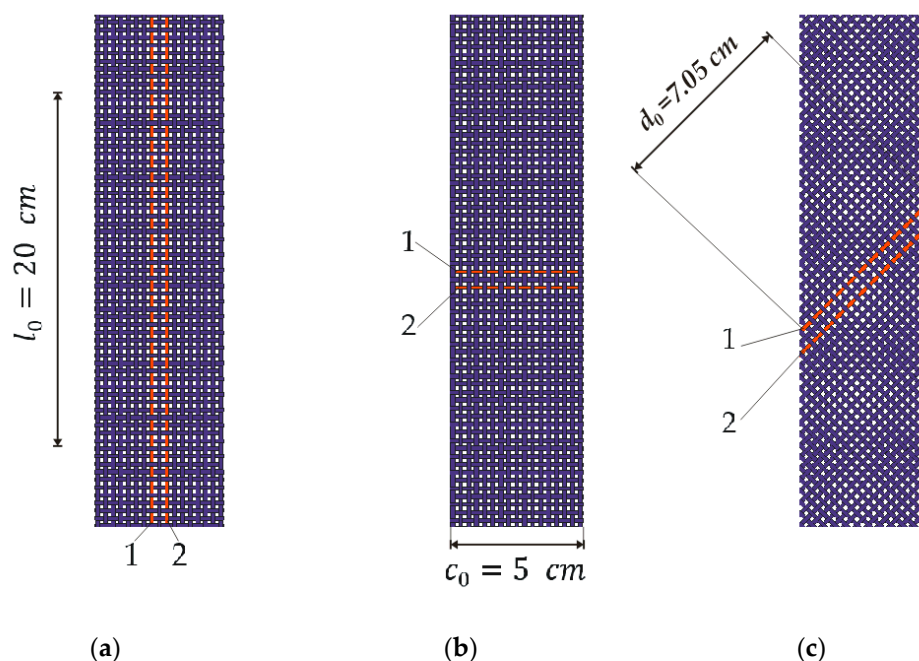 l₀ = 20 cm
1 2
(a)
1
2
c₀ = 5 cm
(b)
d₀=7.05 cm
1
2
(c)